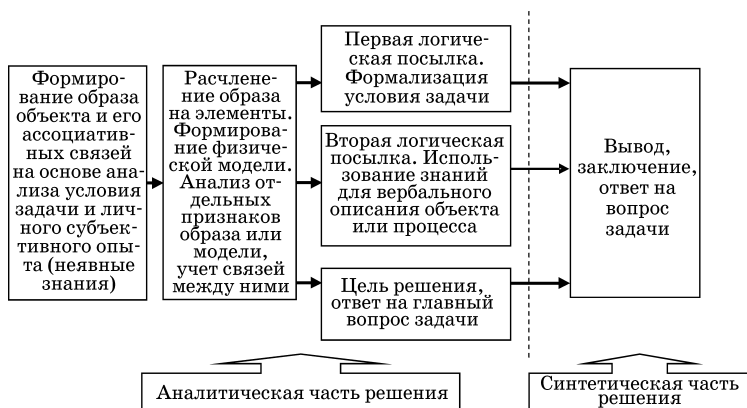 Формиро-
вание образа
объекта и его
ассоциатив-
ных связей
на основе ана-
лиза условия
задачи и лич-
ного субъек-
тивного опы-
та (неявные
знания)
Расчлене-
ние образа
на элементы.
Формирова-
ние физиче-
ской модели.
Анализ от-
дельных
признаков
образа или
модели,
учет связей
между ними
Первая логиче-
ская посылка.
Формализация
условия задачи
Вторая логическая
посылка. Исполь-
зование знаний
для вербального
описания объекта
или процесса
Цель решения,
ответ на главный
вопрос задачи
Вывод,
заключение,
ответ на
вопрос
задачи
Аналитическая часть решения
Синтетическая часть
решения